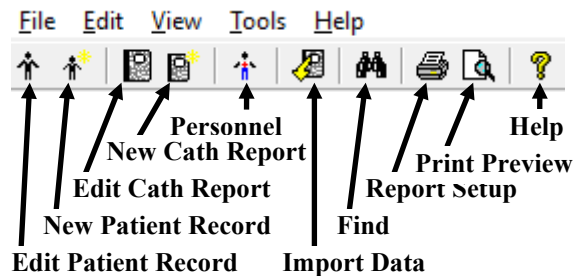 File Edit View Tools Help
Personnel Help
New Cath Report Print Preview
Edit Cath Report Report Setup
New Patient Record Find
Edit Patient Record Import Data